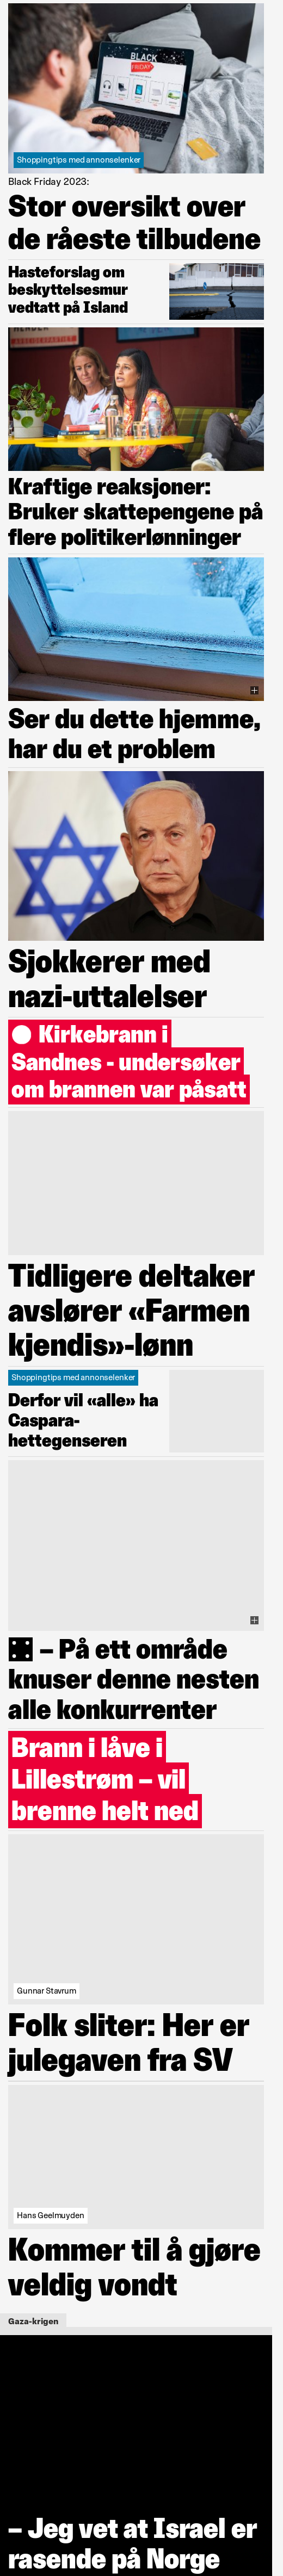 BLACK
FRIDAY
Shoppingtips med annonselenker
Black Friday 2023:
Stor oversikt over
de råeste tilbudene
Hasteforslag om
beskyttelsesmur
vedtatt på Island
Kraftige reaksjoner:
Bruker skattepengene på
flere politikerlønninger
Ser du dette hjemme,
har du et problem
Sjokkerer med
nazi-uttalelser
Kirkebrann i
Sandnes - undersøker
om brannen var påsatt
Tidligere deltaker
avslører «Farmen
kjendis»-lønn
Shoppingtips med annonselenker
Derfor vil «alle» ha
Caspara-
hettegenseren
– På ett område
knuser denne nesten
alle konkurrenter
Brann i låve i
Lillestrøm – vil
brenne helt ned
Gunnar Stavrum
Folk sliter: Her er
julegaven fra SV
Hans Geelmuyden
Kommer til å gjøre
veldig vondt
Gaza-krigen
– Jeg vet at Israel er
rasende på Norge